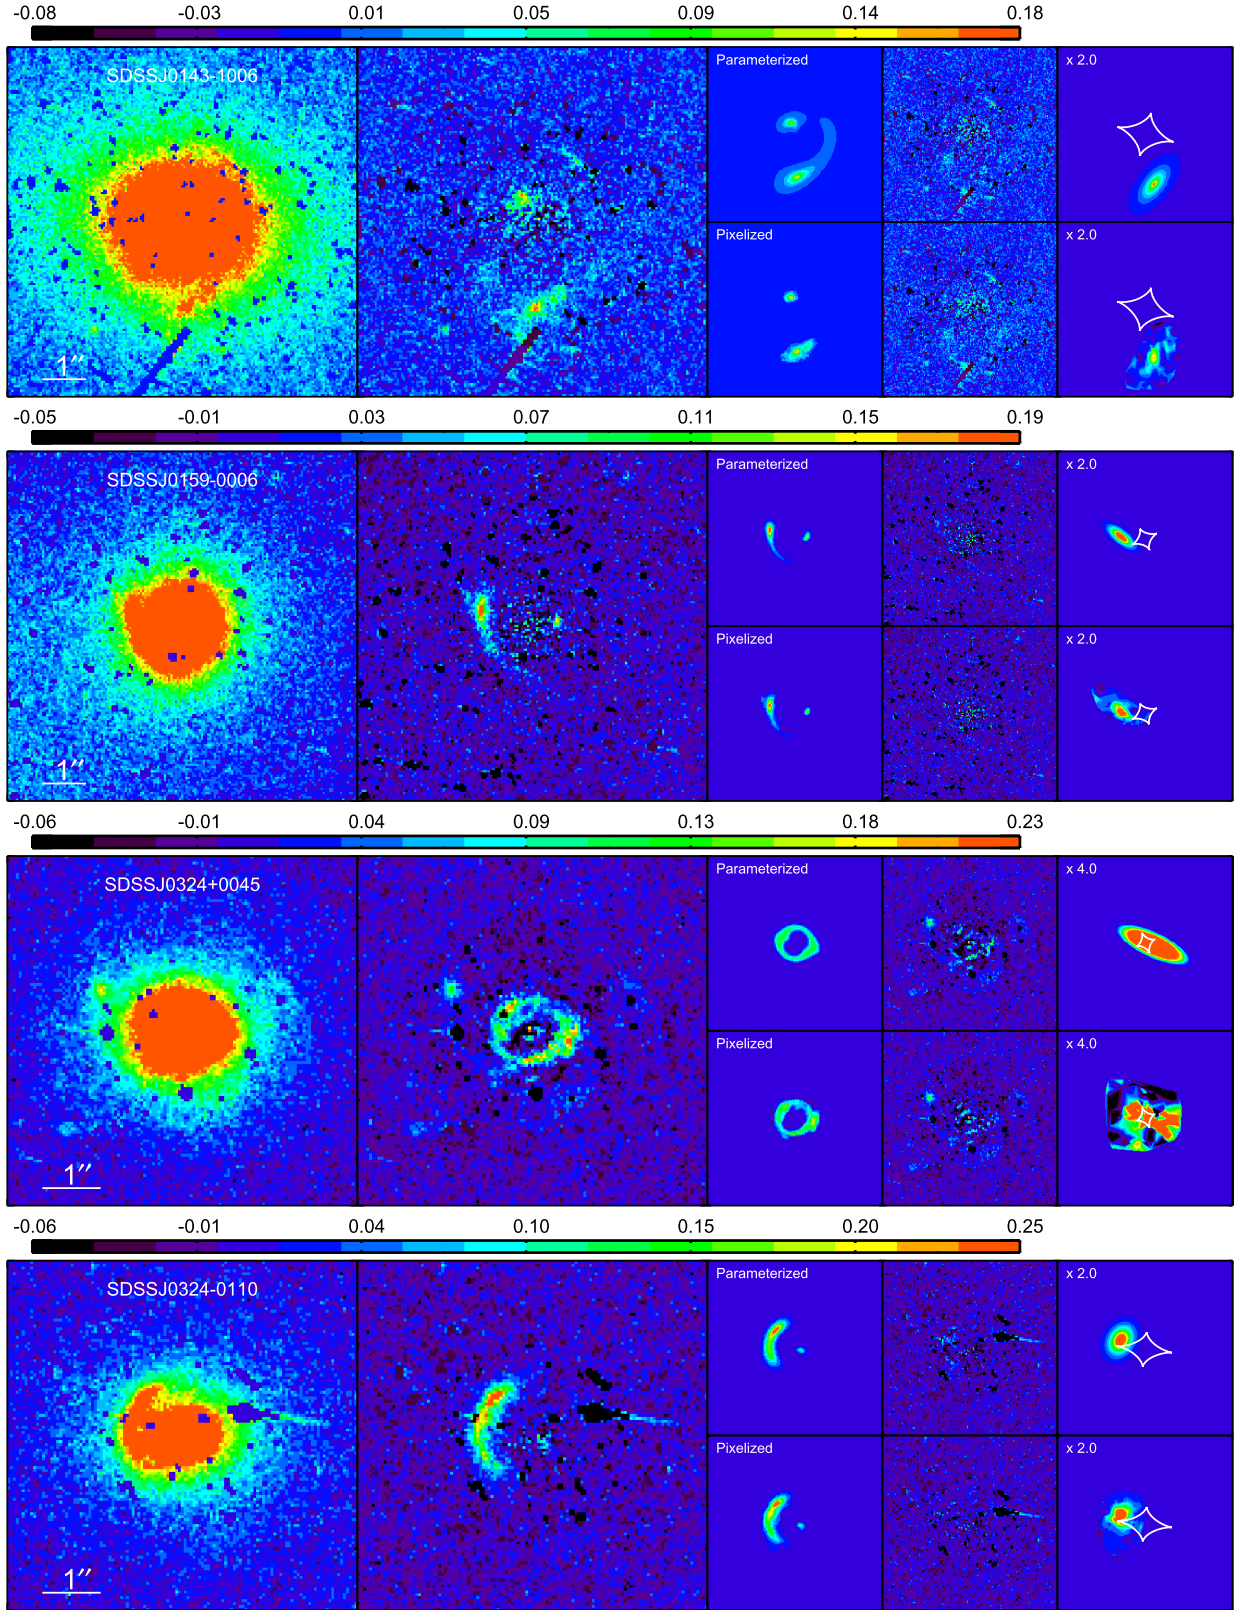 -0.08 -0.03 0.01 0.05 0.09 0.14 0.18
SDSSJ0143-1006
Parameterized
x 2.0
Pixelized
x 2.0
1″
-0.05 -0.01 0.03 0.07 0.11 0.15 0.19
SDSSJ0159-0006
Parameterized
x 2.0
Pixelized
x 2.0
1″
-0.06 -0.01 0.04 0.09 0.13 0.18 0.23
SDSSJ0324+0045
Parameterized
x 4.0
Pixelized
x 4.0
1″
-0.06 -0.01 0.04 0.10 0.15 0.20 0.25
SDSSJ0324-0110
Parameterized
x 2.0
Pixelized
x 2.0
1″